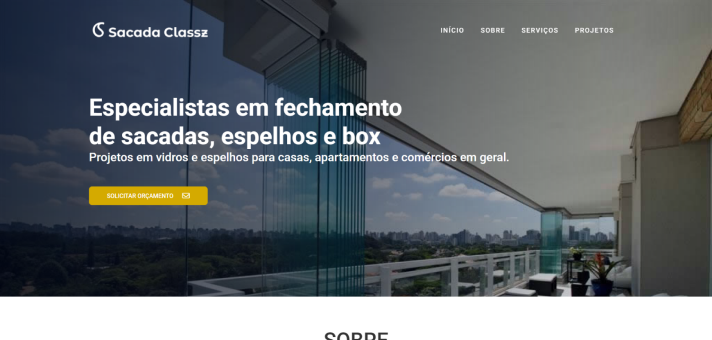 Sacada Classz
INÍCIO SOBRE SERVIÇOS PROJETOS
Especialistas em fechamento
de sacadas, espelhos e box
Projetos em vidros e espelhos para casas, apartamentos e comércios em geral.
SOLICITAR ORÇAMENTO
SOBRE